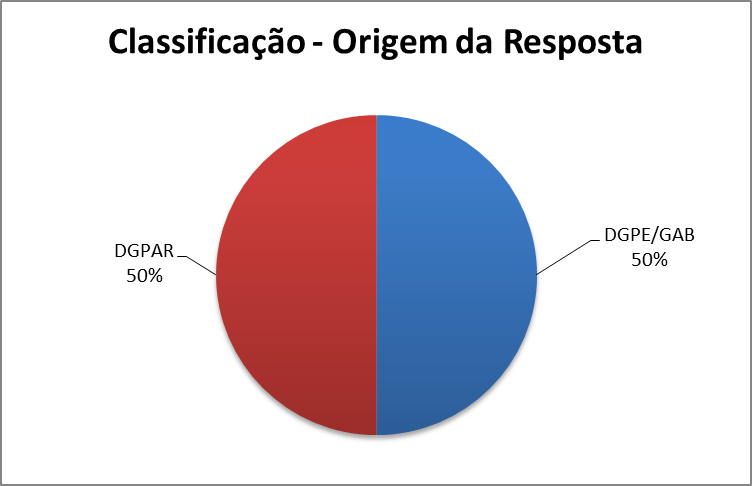 Classificação - Origem da Resposta
DGPAR
50%
DGPE/GAB
50%